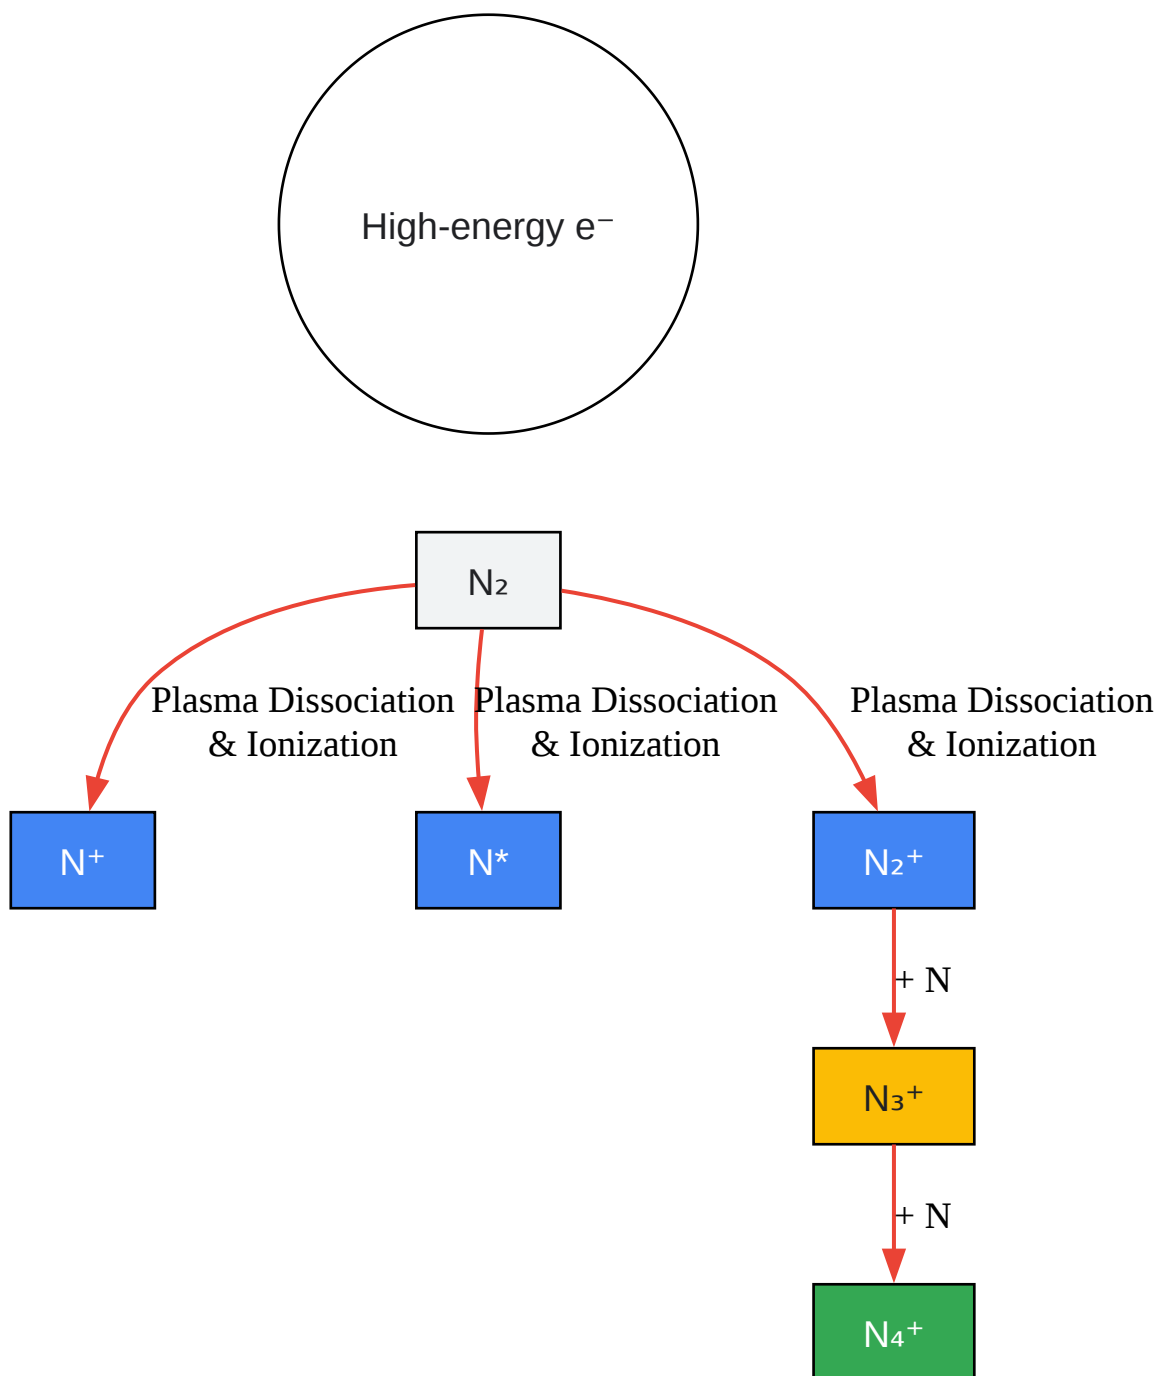 High-energy e⁻
N₂
Plasma Dissociation
& Ionization
Plasma Dissociation
& Ionization
Plasma Dissociation
& Ionization
N⁺
N*
N₂⁺
+ N
N₃⁺
+ N
N₄⁺